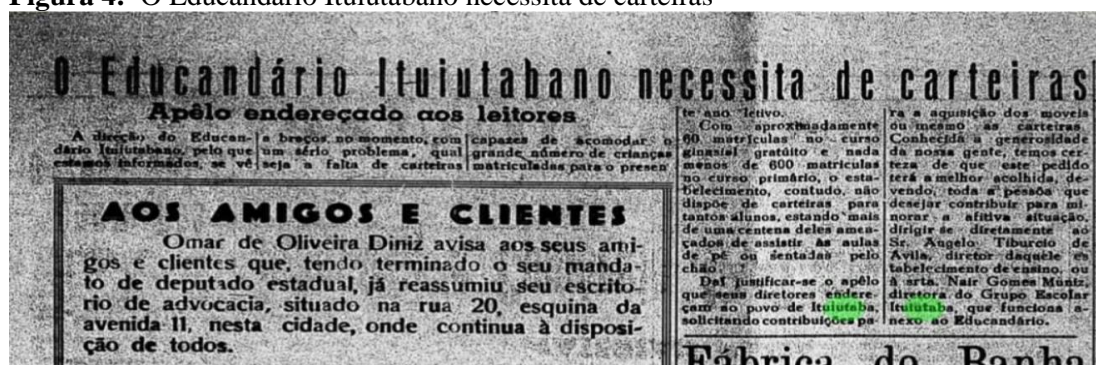 Figura 4: O Educandário Ituiutabano necessita de carteiras
O Educandário Ituiutabano necessita de carteiras
Apêlo endereçado aos leitores
A direção do Educan-
dário Ituiutabano, pelo que
estamos informados, se vê
a braços no momento, com
um sério problema, qual
seja a falta de carteiras
capazes de acomodar o
grande número de crianças
matriculadas para o presen
te ano letivo.
Com aproximadamente
60 matrículas no curso
ginasial gratúito e nada
menos de 600 matrículas
no curso primário, o esta-
belecimento, contudo, não
dispõe de carteiras para
tantos alunos, estando mais
de uma centena deles amea-
çados de assistir às aulas
de pé ou sentadas pelo
chão
Daí justificar-se o apêlo
que seus diretores endere-
çam ao povo de Ituiutaba,
solicitando contribuições pa-
ra a aquisição dos moveis
ou mesmo as carteiras.
Conhecida a generosidade
da nossa gente, temos cer-
teza de que este pedido
terá a melhor acolhida, de-
vendo, toda a pessôa que
desejar contribuir para mi-
norar a afitiva situação,
dirigir-se diretamente ao
Sr. Angelo Tiburcio de
Avila, diretor daquele es
tabelecimento de ensino, ou
à srta. Nair Gomes Muniz,
diretora do Grupo Escolar
Ituiutaba, que funciona a-
nexo ao Educandário.
AOS AMIGOS E CLIENTES
Omar de Oliveira Diniz avisa aos seus ami-
gos e clientes que, tendo terminado o seu manda-
to de deputado estadual, já reassumiu seu escrito-
rio de advocacia, situado na rua 20, esquina da
avenida 11, nesta cidade, onde continua à disposi-
ção de todos.
Fábrica de Banha